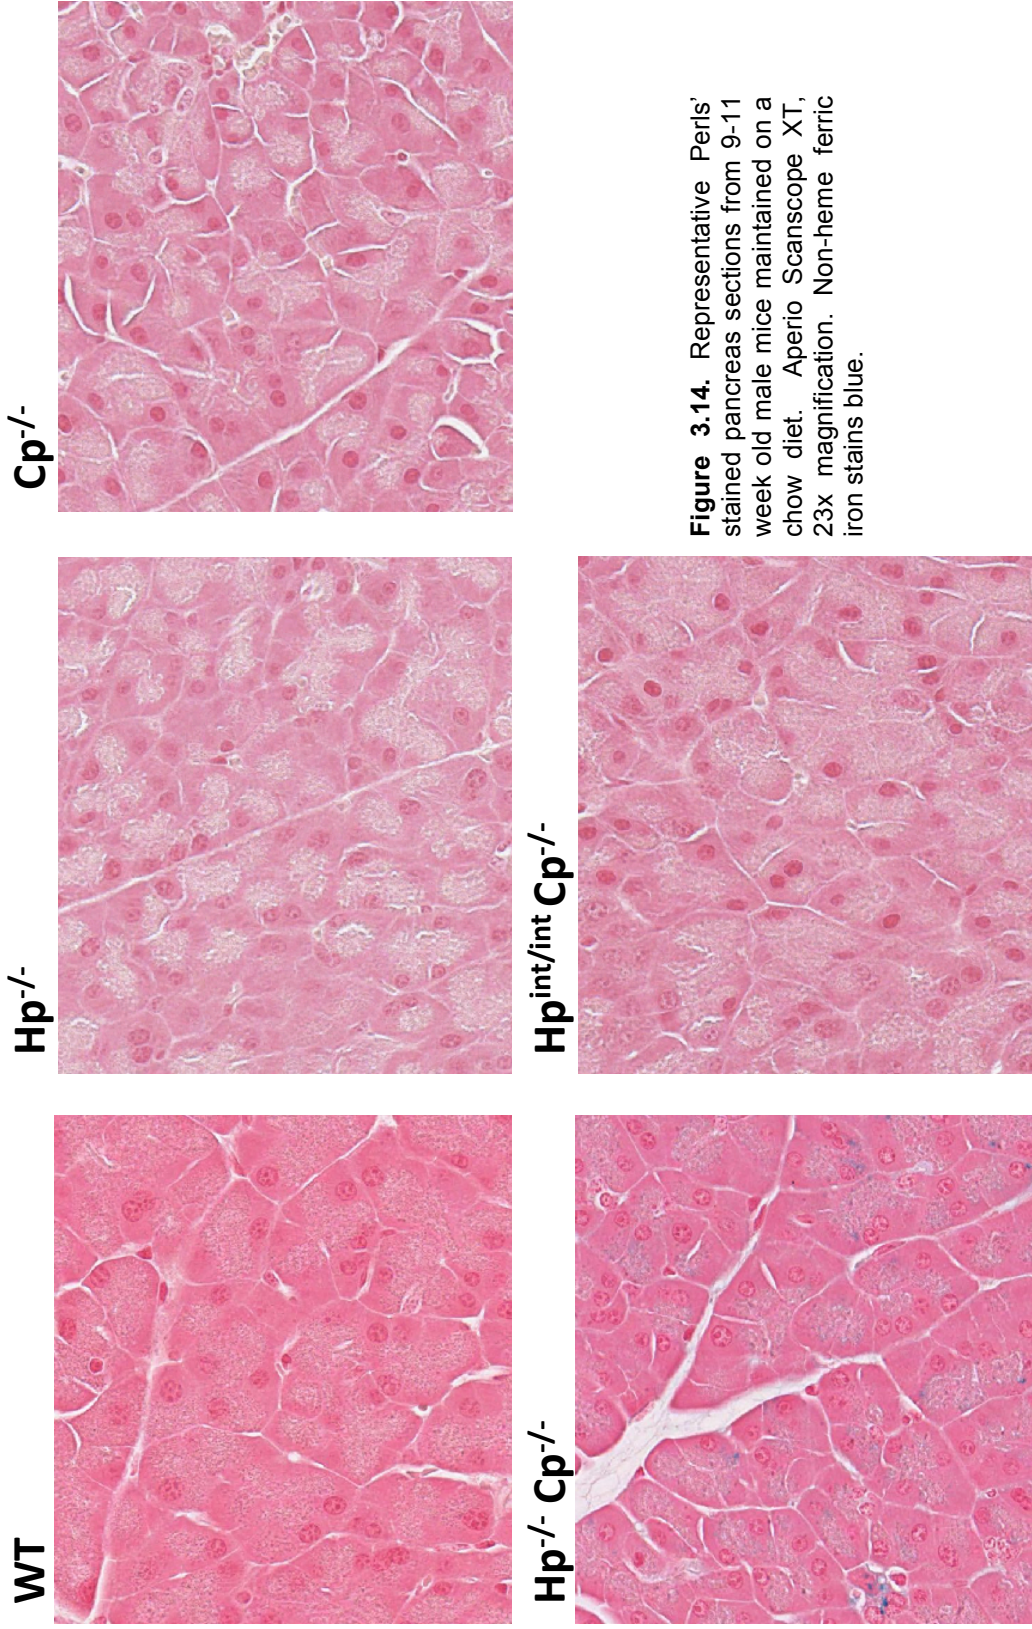 WT
Hp-/-
Cp-/-
Hp-/- Cp-/-
Hpint/int Cp-/-
Figure 3.14. Representative Perls'
stained pancreas sections from 9-11
week old male mice maintained on a
chow diet. Aperio Scanscope XT,
23x magnification. Non-heme ferric
iron stains blue.